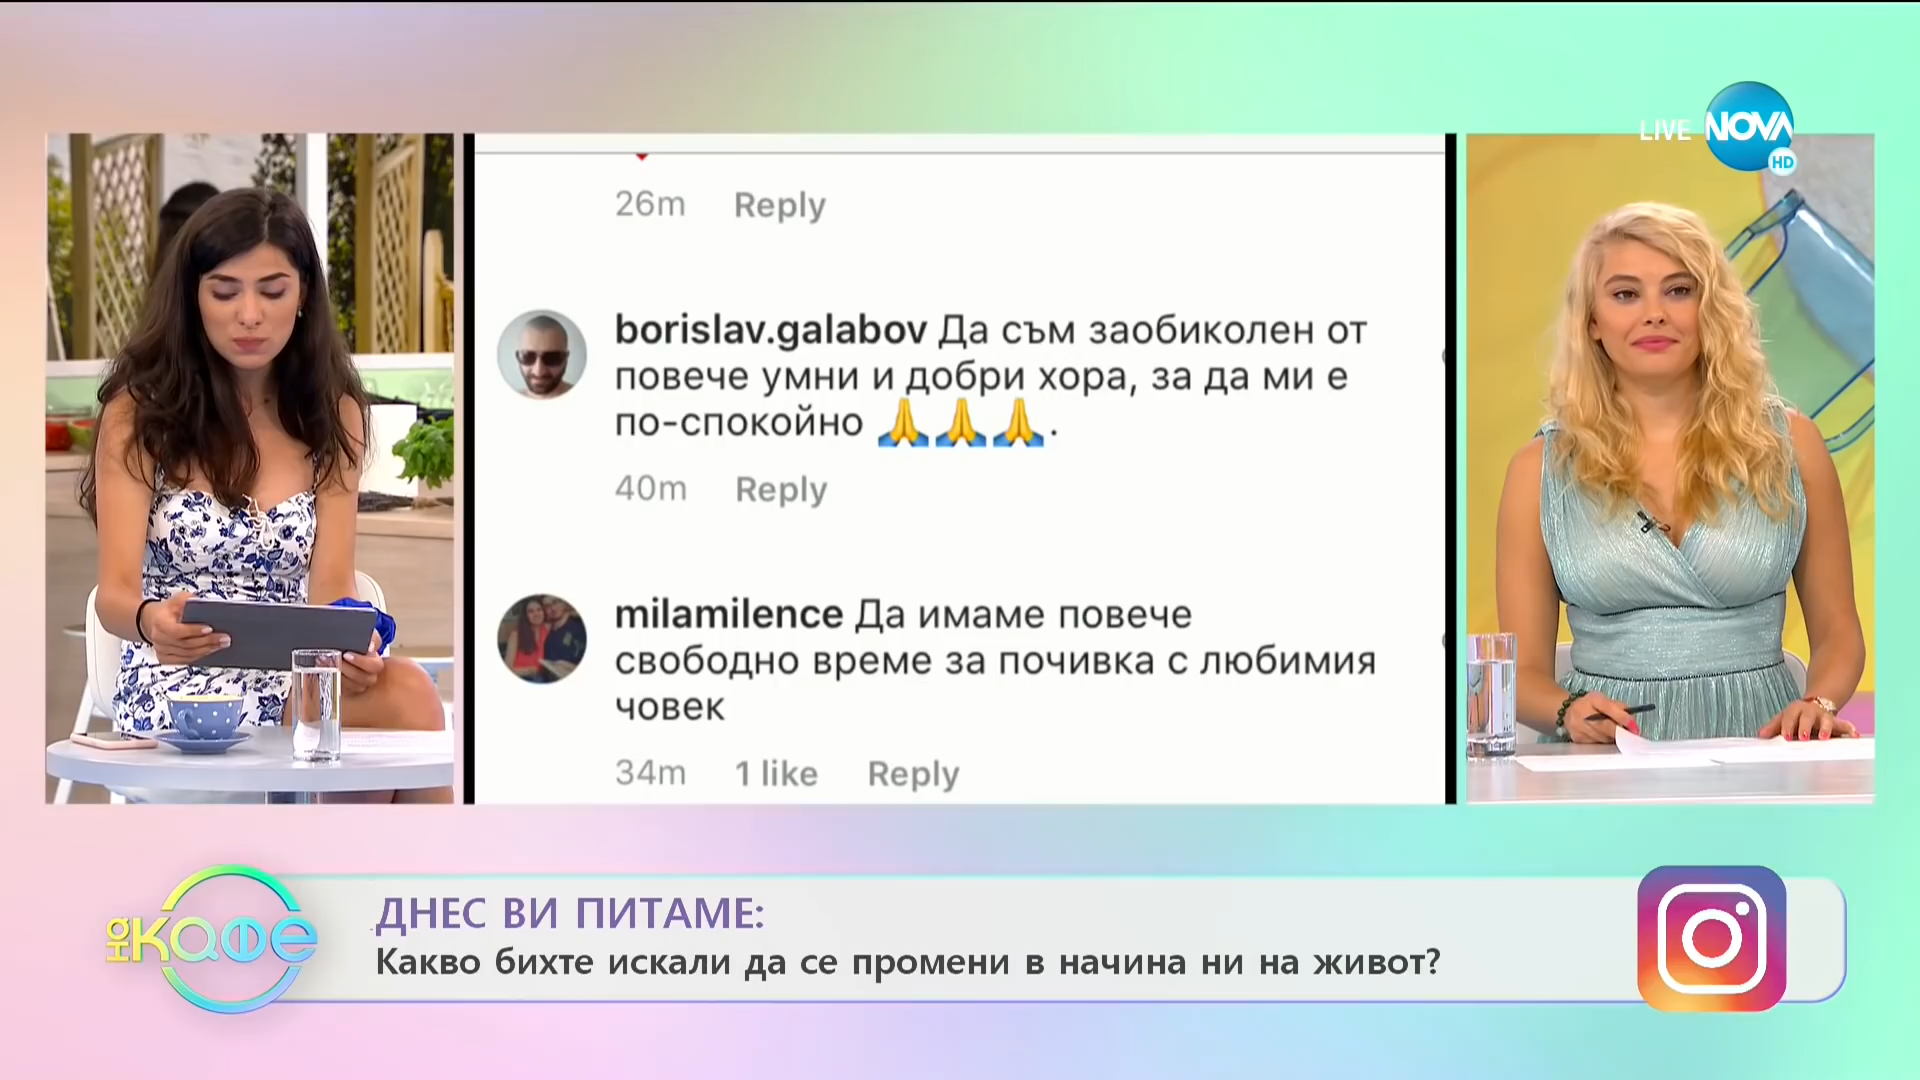 LIVE NOVA
HD
26m Reply
borislav.galabov Да съм заобиколен от
повече умни и добри хора, за да ми е
по-спокойно 🙏🙏🙏.
40m Reply
milamilence Да имаме повече
свободно време за почивка с любимия
човек
34m 1 like Reply
на кафе
ДНЕС ВИ ПИТАМЕ:
Какво бихте искали да се промени в начина ни на живот?